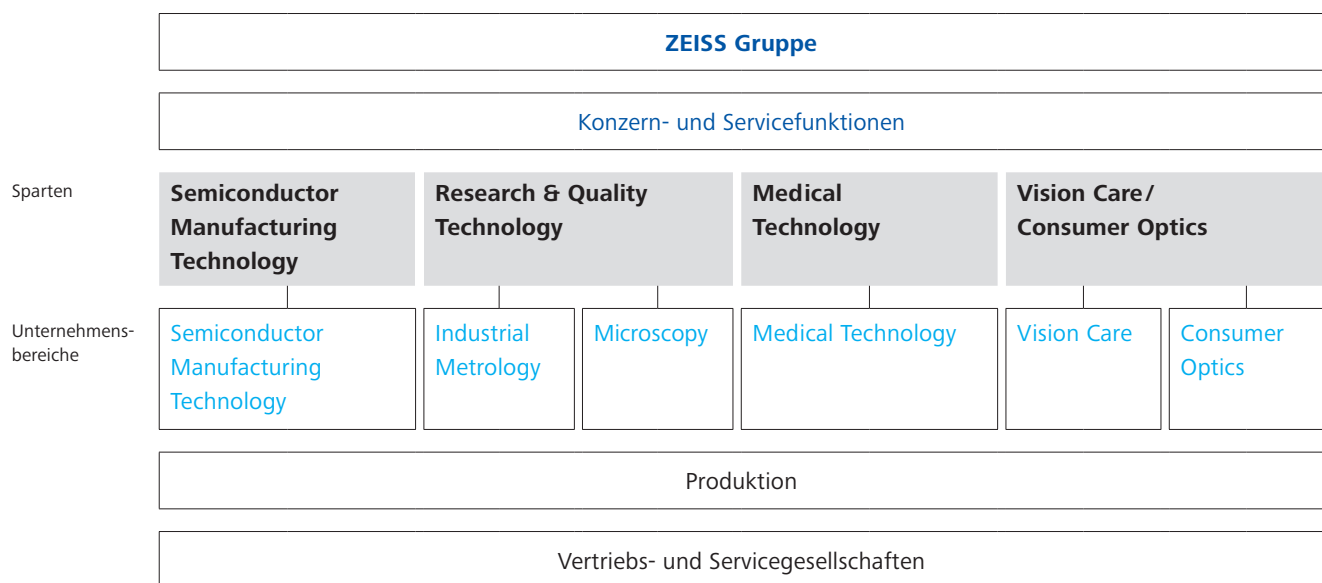 ZEISS Gruppe
Konzern- und Servicefunktionen
Sparten
Semiconductor
Manufacturing
Technology
Research & Quality
Technology
Medical
Technology
Vision Care/
Consumer Optics
Unternehmens-
bereiche
Semiconductor
Manufacturing
Technology
Industrial
Metrology
Microscopy
Medical Technology
Vision Care
Consumer
Optics
Produktion
Vertriebs- und Servicegesellschaften